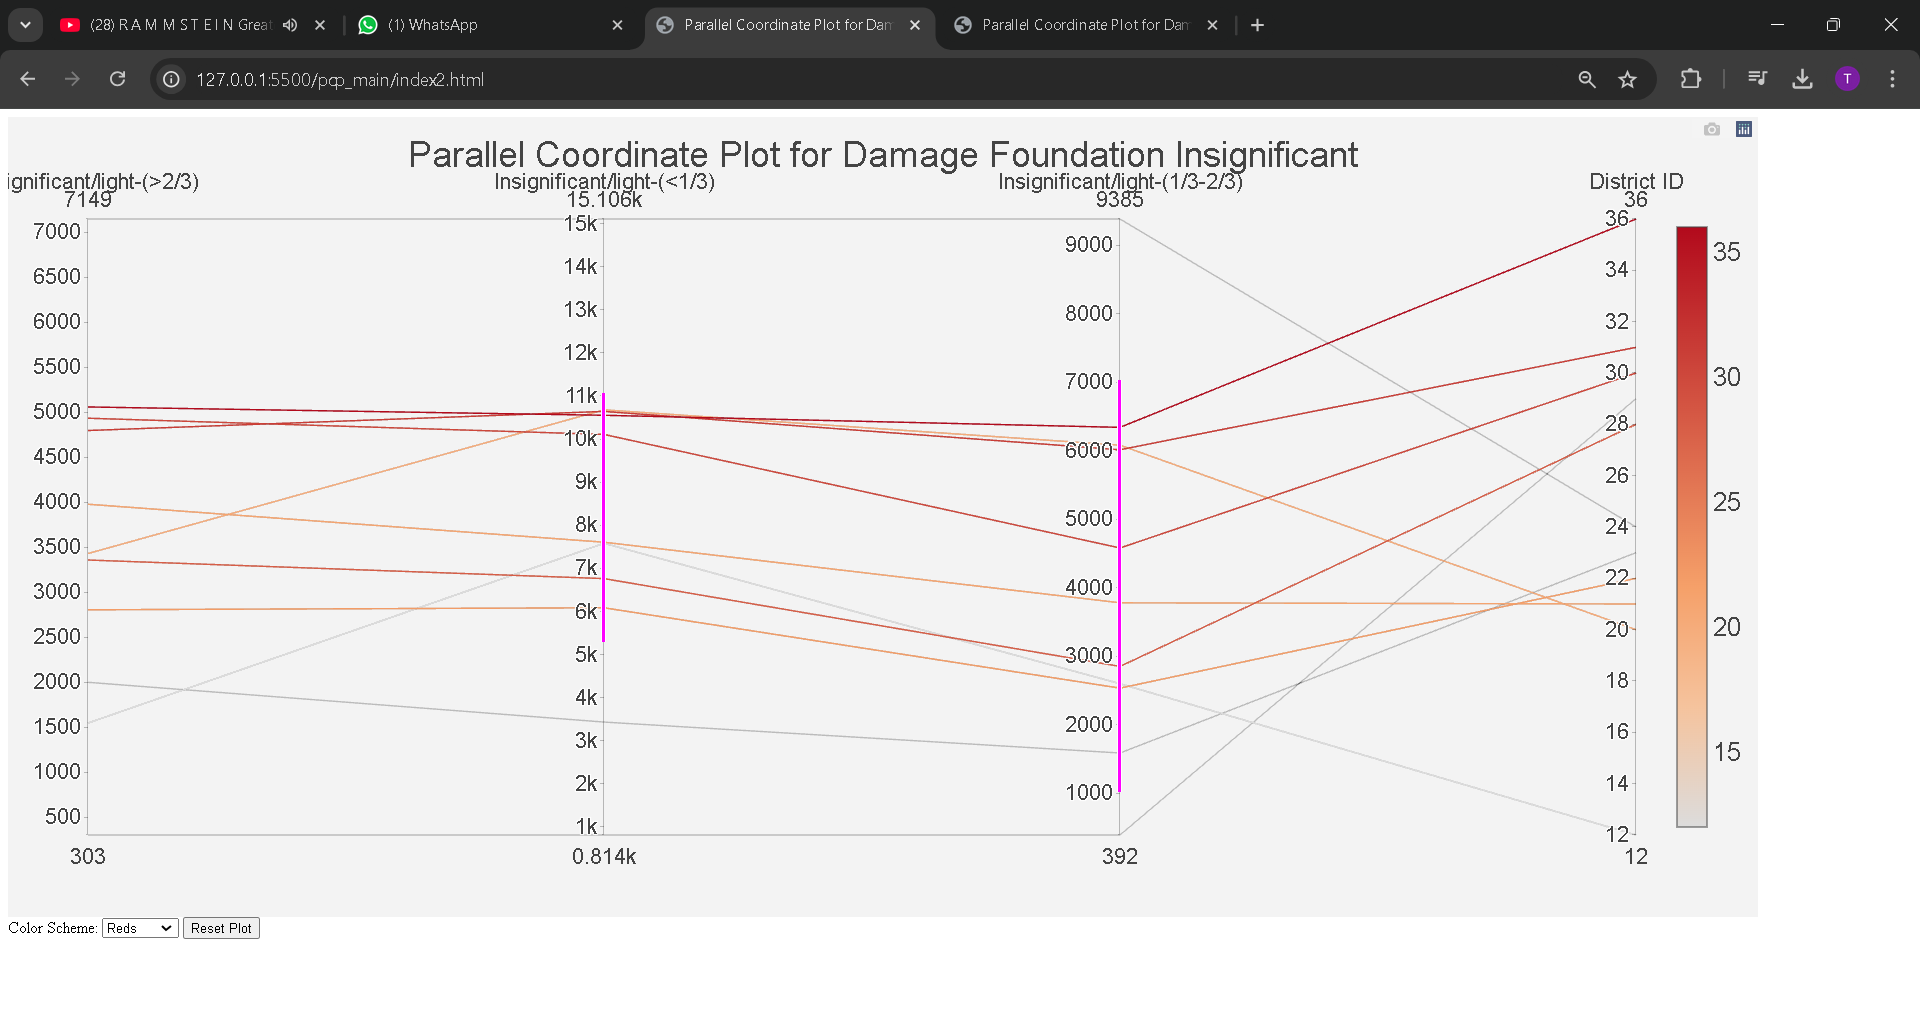 (28) R A M M S T E I N Great
(1) WhatsApp
Parallel Coordinate Plot for Dam
Parallel Coordinate Plot for Dam
127.0.0.1:5500/pqp_main/index2.html
T
Parallel Coordinate Plot for Damage Foundation Insignificant
ignificant/light-(>2/3)
7149
7000
6500
6000
5500
5000
4500
4000
3500
3000
2500
2000
1500
1000
500
303
Insignificant/light-(<1/3)
15.106k
15k
14k
13k
12k
11k
10k
9k
8k
7k
6k
5k
4k
3k
2k
1k
0.814k
Insignificant/light-(1/3-2/3)
9385
9000
8000
7000
6000
5000
4000
3000
2000
1000
392
District ID
36
36
34
32
30
28
26
24
22
20
18
16
14
12
12
35
30
25
20
15
Color Scheme: Reds Reset Plot